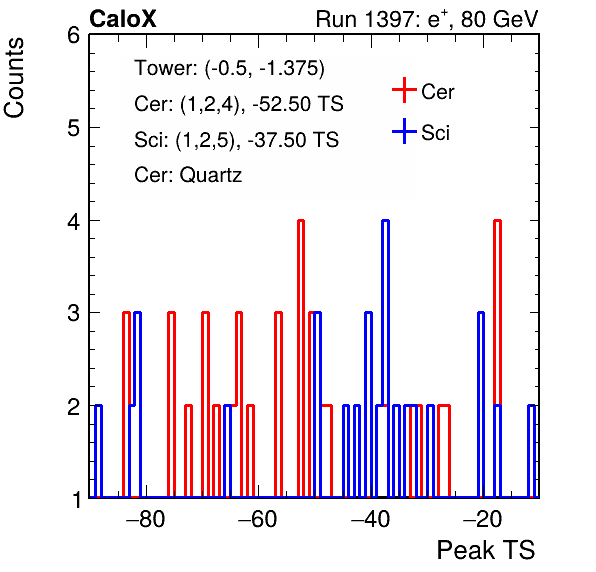 CaloX Run 1397: e⁺, 80 GeV
Counts
6
5
4
3
2
1
Tower: (-0.5, -1.375)
Cer: (1,2,4), -52.50 TS
Sci: (1,2,5), -37.50 TS
Cer: Quartz
Cer
Sci
−80 −60 −40 −20
Peak TS